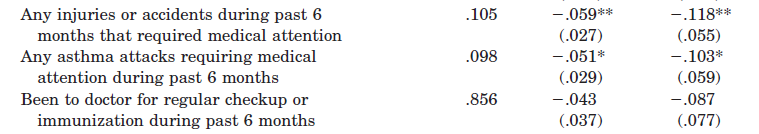 Any injuries or accidents during past 6 .105 −.059** −.118**
months that required medical attention (.027) (.055)
Any asthma attacks requiring medical .098 −.051* −.103*
attention during past 6 months (.029) (.059)
Been to doctor for regular checkup or .856 −.043 −.087
immunization during past 6 months (.037) (.077)